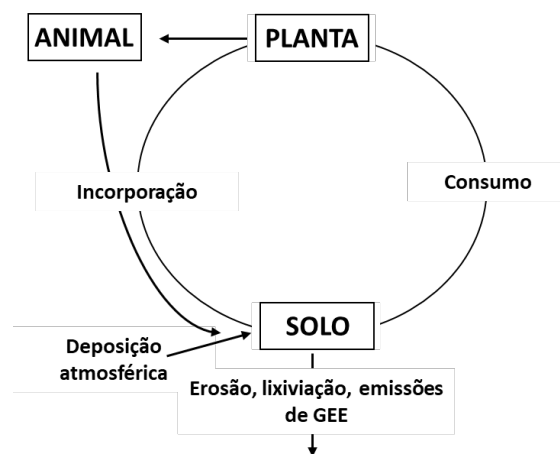 ANIMAL
PLANTA
Incorporação
Consumo
SOLO
Deposição
atmosférica
Erosão, lixiviação, emissões
de GEE